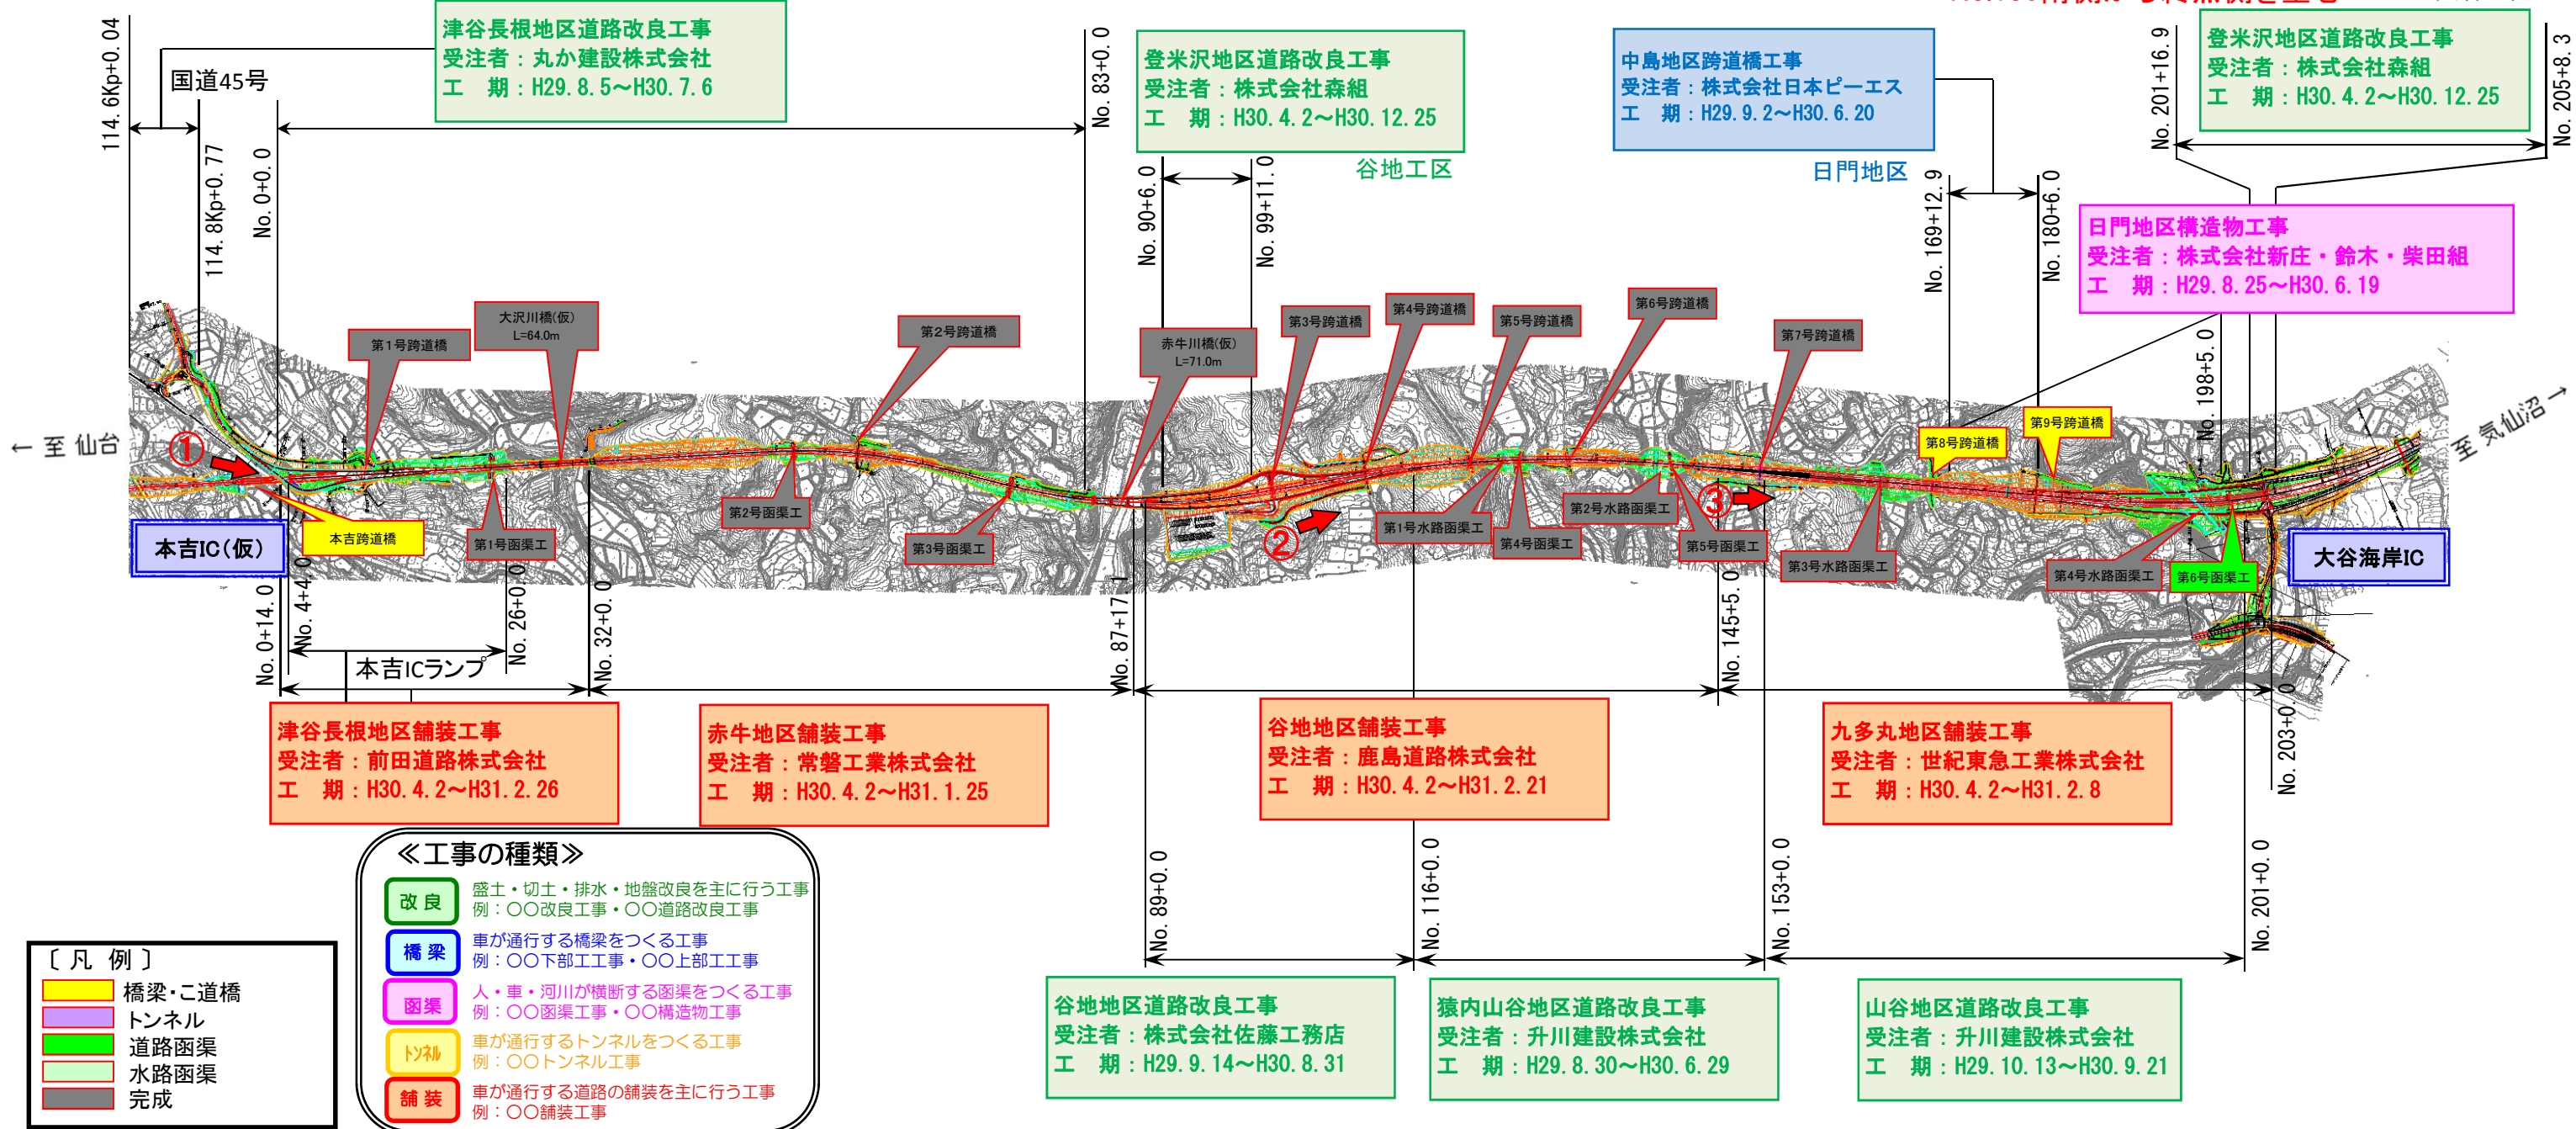 津谷長根地区道路改良工事
受注者：丸か建設株式会社
工　期：H29.8.5～H30.7.6
登米沢地区道路改良工事
受注者：株式会社森組
工　期：H30.4.2～H30.12.25
谷地工区
中島地区跨道橋工事
受注者：株式会社日本ピーエス
工　期：H29.9.2～H30.6.20
日門地区
登米沢地区道路改良工事
受注者：株式会社森組
工　期：H30.4.2～H30.12.25
日門地区構造物工事
受注者：株式会社新庄・鈴木・柴田組
工　期：H29.8.25～H30.6.19
114.6Kp+0.04
国道45号
114.8Kp+0.77
No.0+0.0
No.83+0.0
No.90+6.0
No.99+11.0
No.169+12.9
No.180+6.0
No.201+16.9
No.205+8.3
No.198+5.0
第1号跨道橋
大沢川橋(仮)
L=64.0m
第2号跨道橋
赤牛川橋(仮)
L=71.0m
第3号跨道橋
第4号跨道橋
第5号跨道橋
第6号跨道橋
第7号跨道橋
第8号跨道橋
第9号跨道橋
← 至 仙台
至 気仙沼 →
①
②
③
本吉IC(仮)
本吉跨道橋
第1号函渠工
第2号函渠工
第3号函渠工
第1号水路函渠工
第4号函渠工
第2号水路函渠工
第5号函渠工
第3号水路函渠工
第4号水路函渠工
第6号函渠工
大谷海岸IC
No.0+14.0
No.4+4.0
No.26+0.0
No.32+0.0
No.87+17.1
No.145+5.0
No.203+0.0
本吉ICランプ
津谷長根地区舗装工事
受注者：前田道路株式会社
工　期：H30.4.2～H31.2.26
赤牛地区舗装工事
受注者：常磐工業株式会社
工　期：H30.4.2～H31.1.25
谷地地区舗装工事
受注者：鹿島道路株式会社
工　期：H30.4.2～H31.2.21
九多丸地区舗装工事
受注者：世紀東急工業株式会社
工　期：H30.4.2～H31.2.8
No.89+0.0
No.116+0.0
No.153+0.0
No.201+0.0
谷地地区道路改良工事
受注者：株式会社佐藤工務店
工　期：H29.9.14～H30.8.31
猿内山谷地区道路改良工事
受注者：升川建設株式会社
工　期：H29.8.30～H30.6.29
山谷地区道路改良工事
受注者：升川建設株式会社
工　期：H29.10.13～H30.9.21
≪工事の種類≫
改良
盛土・切土・排水・地盤改良を主に行う工事
例：〇〇改良工事・〇〇道路改良工事
橋梁
車が通行する橋梁をつくる工事
例：〇〇下部工工事・〇〇上部工工事
函渠
人・車・河川が横断する函渠をつくる工事
例：〇〇函渠工事・〇〇構造物工事
トンネル
車が通行するトンネルをつくる工事
例：〇〇トンネル工事
舗装
車が通行する道路の舗装を主に行う工事
例：〇〇舗装工事
〔凡 例〕
橋梁・こ道橋
トンネル
道路函渠
水路函渠
完成